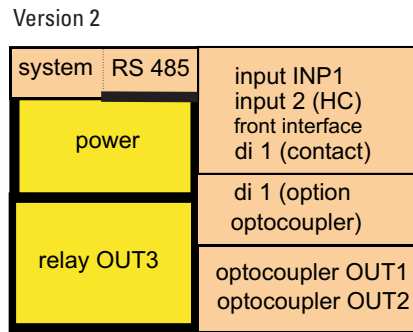 Version 2
system RS 485
power
relay OUT3
input INP1
input 2 (HC)
front interface
di 1 (contact)
di 1 (option
optocoupler)
optocoupler OUT1
optocoupler OUT2